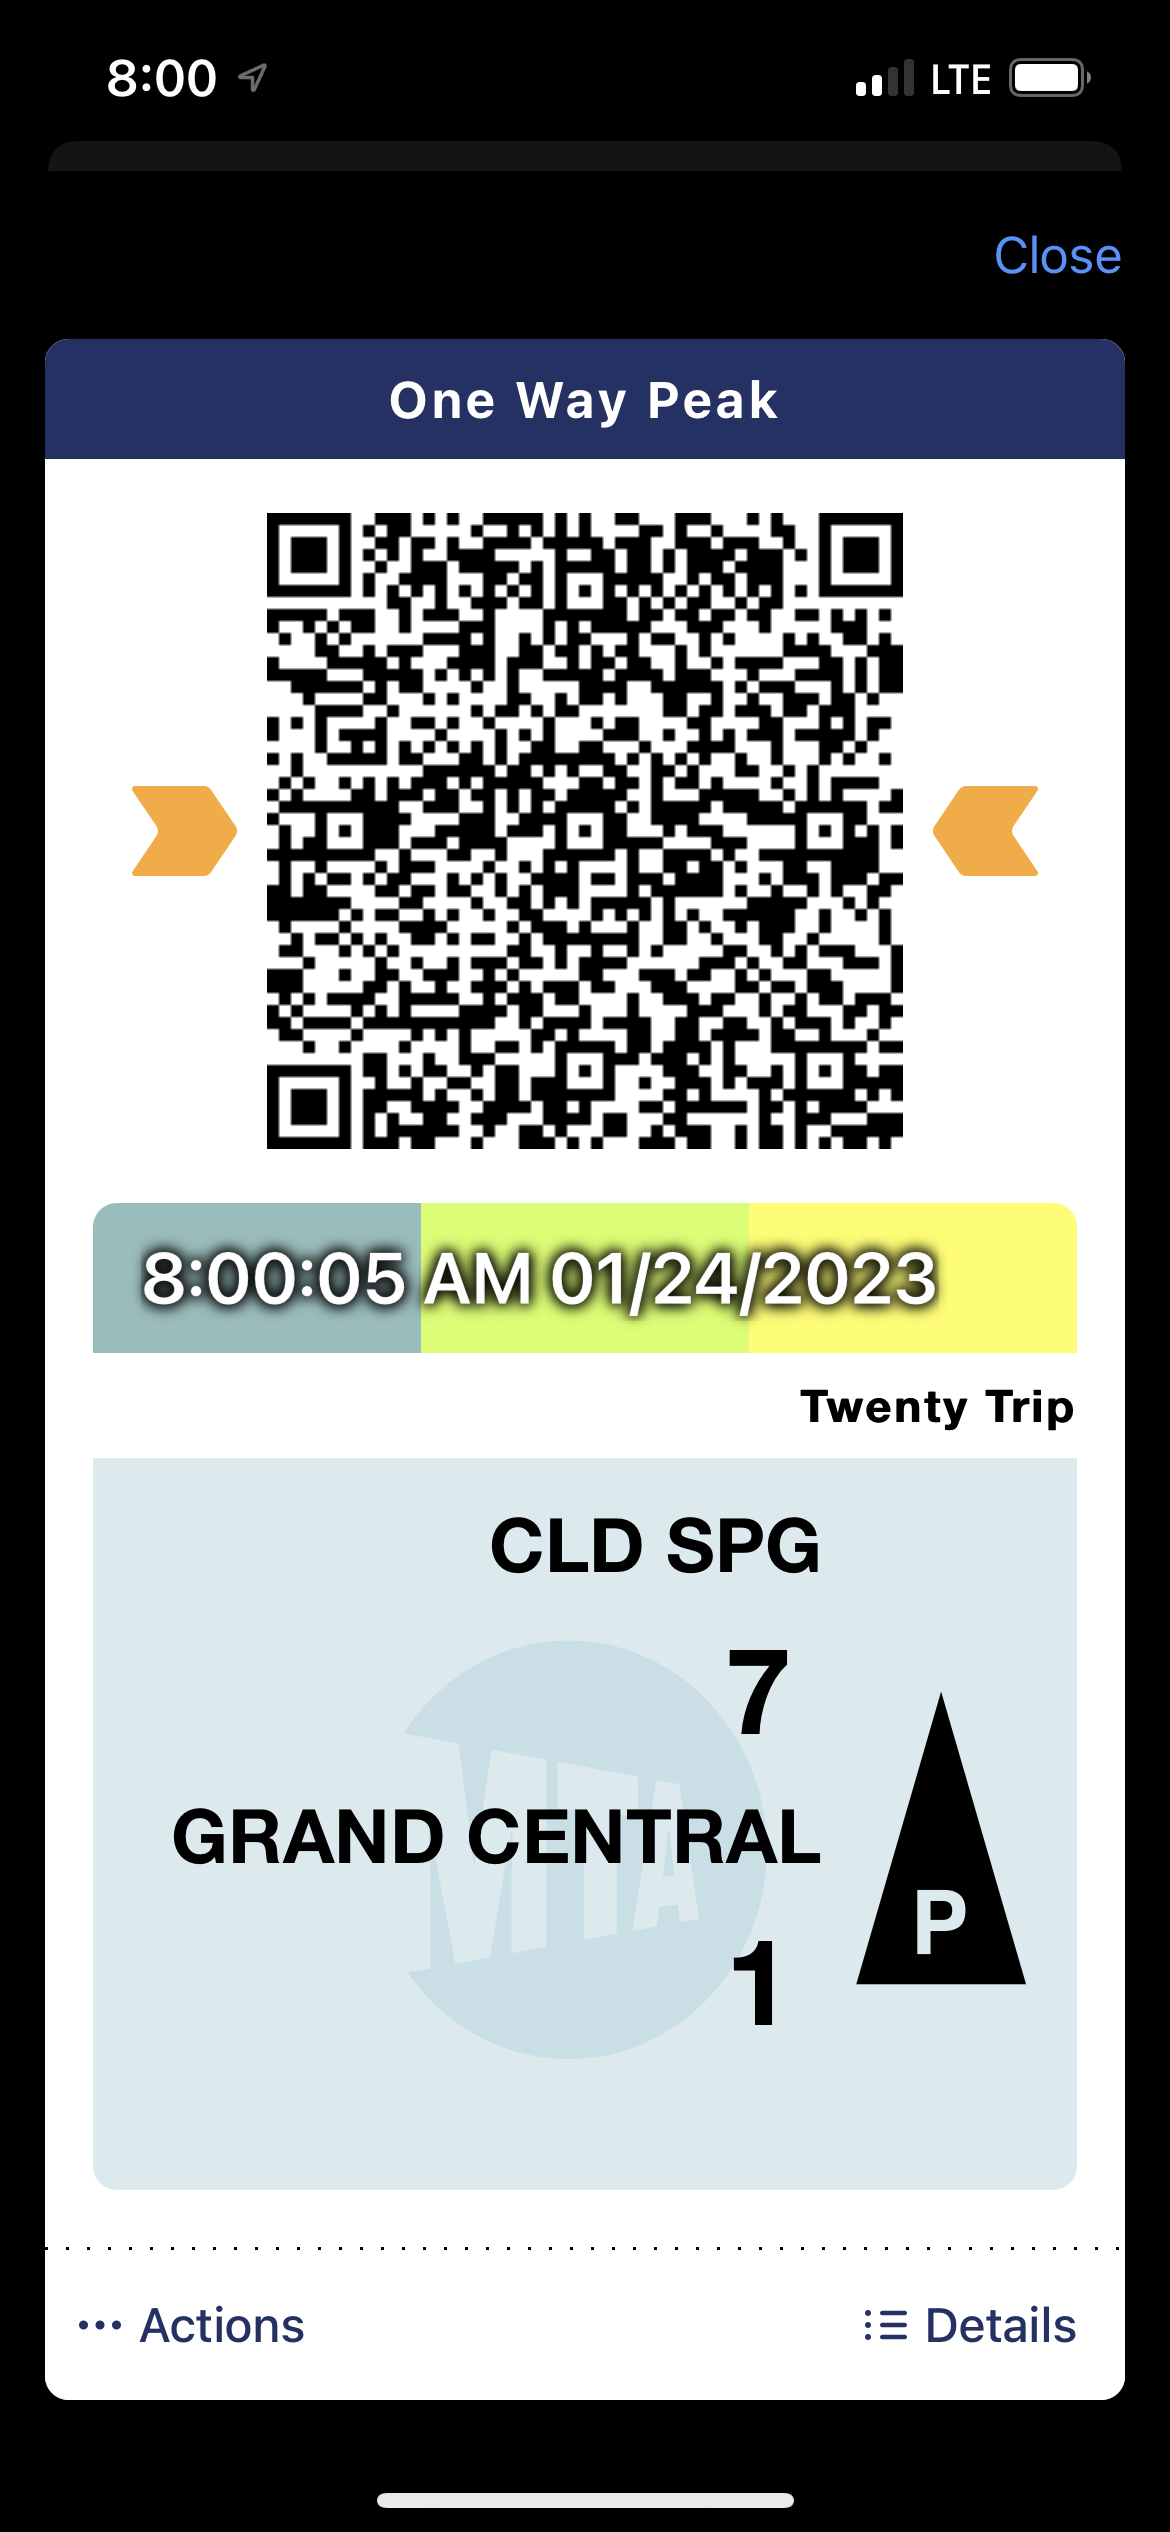 8:00 LTE
Close
One Way Peak
8:00:05 AM 01/24/2023
Twenty Trip
CLD SPG
7
MTA
GRAND CENTRAL
1
P
Actions
Details